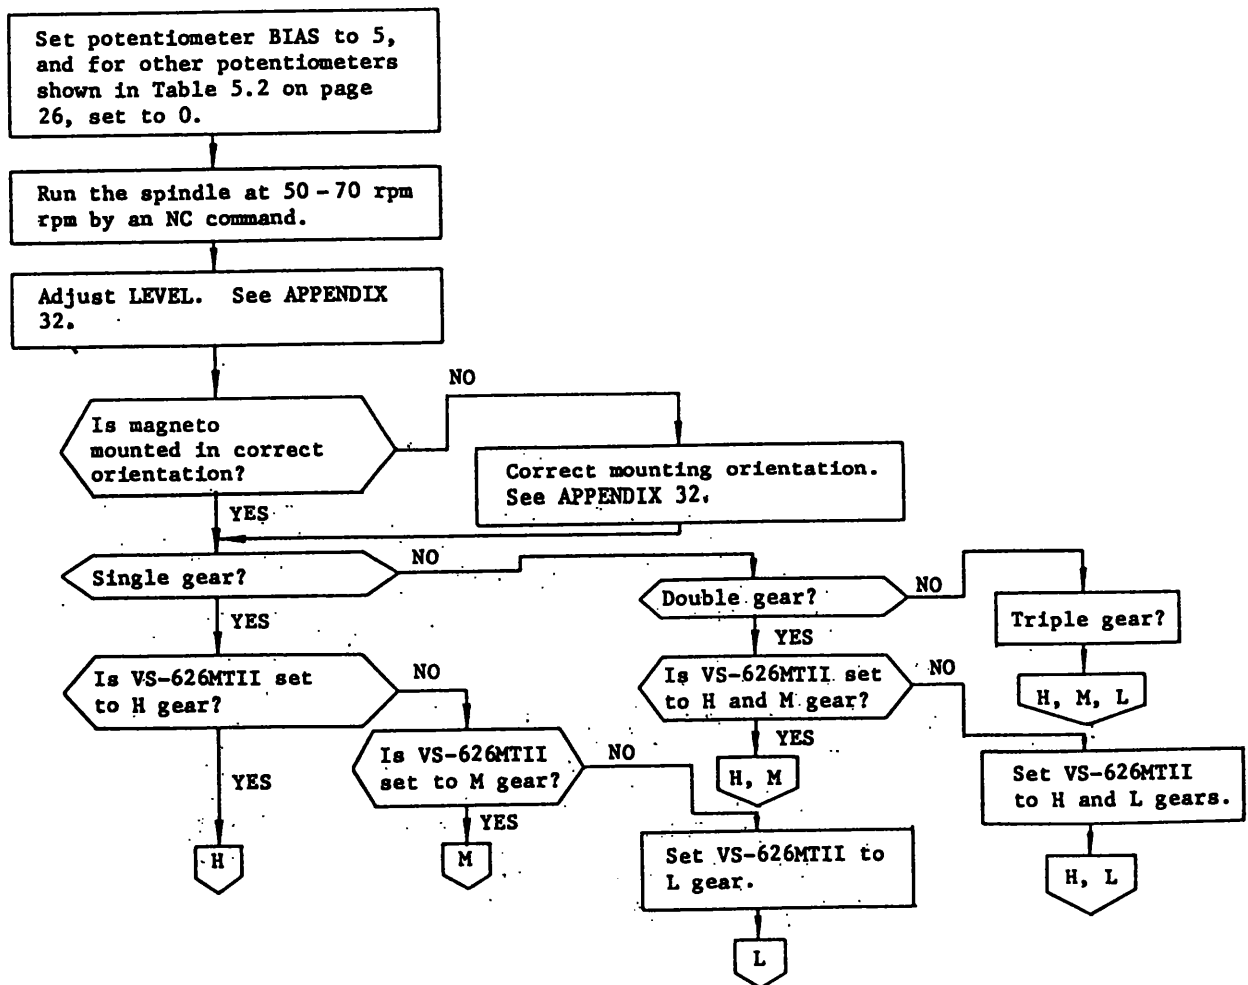 Set potentiometer BIAS to 5,
and for other potentiometers
shown in Table 5.2 on page
26, set to 0.
Run the spindle at 50 - 70 rpm
rpm by an NC command.
Adjust LEVEL. See APPENDIX
32.
NO
Is magneto
mounted in correct
orientation?
Correct mounting orientation.
See APPENDIX 32.
YES
Single gear?
NO
Double gear?
NO
Triple gear?
YES
YES
Is VS-626MTII set
to H gear?
NO
Is VS-626MTII set
to H and M gear?
NO
H, M, L
YES
Is VS-626MTII
set to M gear?
NO
YES
H, M
Set VS-626MTII
to H and L gears.
YES
H
M
Set VS-626MTII to
L gear.
H, L
L